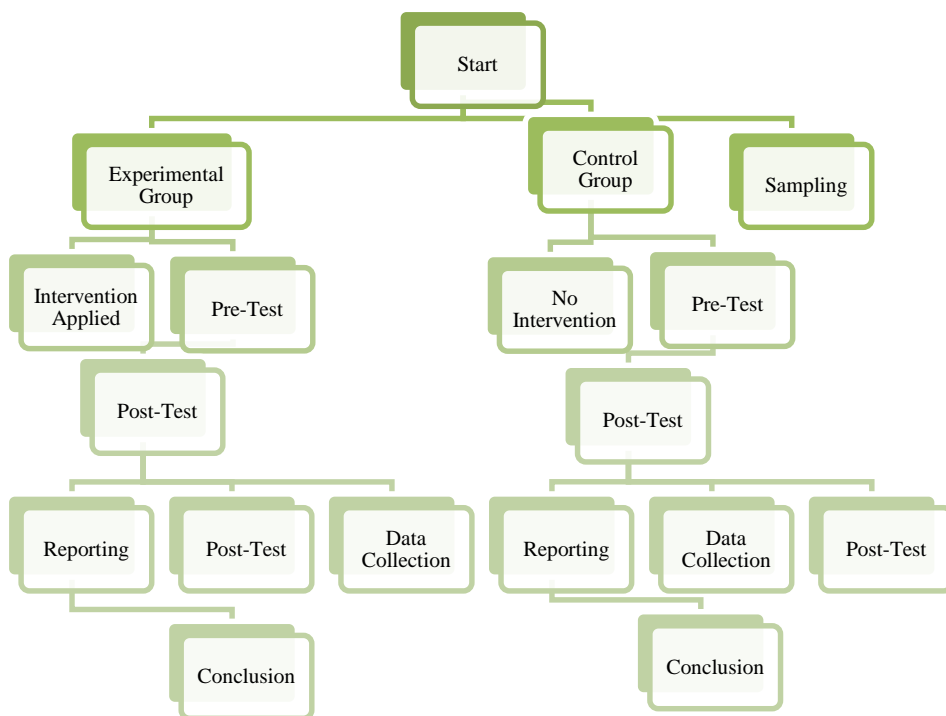 Start
Experimental
Group
Control
Group
Sampling
Intervention
Applied
Pre-Test
No
Intervention
Pre-Test
Post-Test
Post-Test
Reporting
Post-Test
Data
Collection
Reporting
Data
Collection
Post-Test
Conclusion
Conclusion